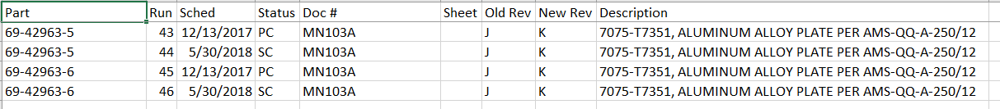 Part Run Sched Status Doc # Sheet Old Rev New Rev Description
69-42963-5 43 12/13/2017 PC MN103A J K 7075-T7351, ALUMINUM ALLOY PLATE PER AMS-QQ-A-250/12
69-42963-5 44 5/30/2018 SC MN103A J K 7075-T7351, ALUMINUM ALLOY PLATE PER AMS-QQ-A-250/12
69-42963-6 45 12/13/2017 PC MN103A J K 7075-T7351, ALUMINUM ALLOY PLATE PER AMS-QQ-A-250/12
69-42963-6 46 5/30/2018 SC MN103A J K 7075-T7351, ALUMINUM ALLOY PLATE PER AMS-QQ-A-250/12